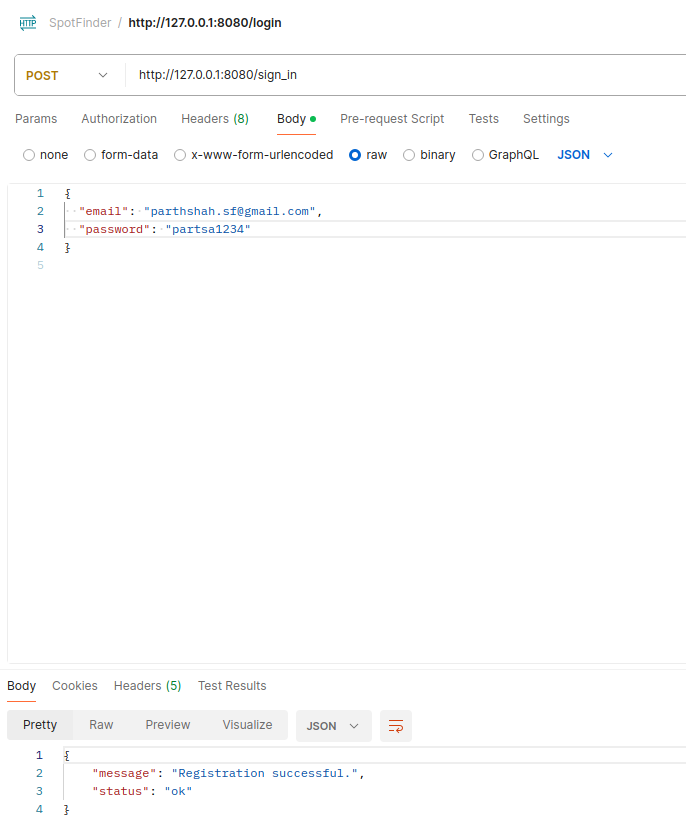 HTTP SpotFinder / http://127.0.0.1:8080/login
POST http://127.0.0.1:8080/sign_in
Params Authorization Headers (8) Body Pre-request Script Tests Settings
none form-data x-www-form-urlencoded raw binary GraphQL JSON
1 {
2 "email": "parthshah.sf@gmail.com",
3 "password": "partsa1234"
4 }
5
Body Cookies Headers (5) Test Results
Pretty Raw Preview Visualize JSON
1 {
2 "message": "Registration successful.",
3 "status": "ok"
4 }